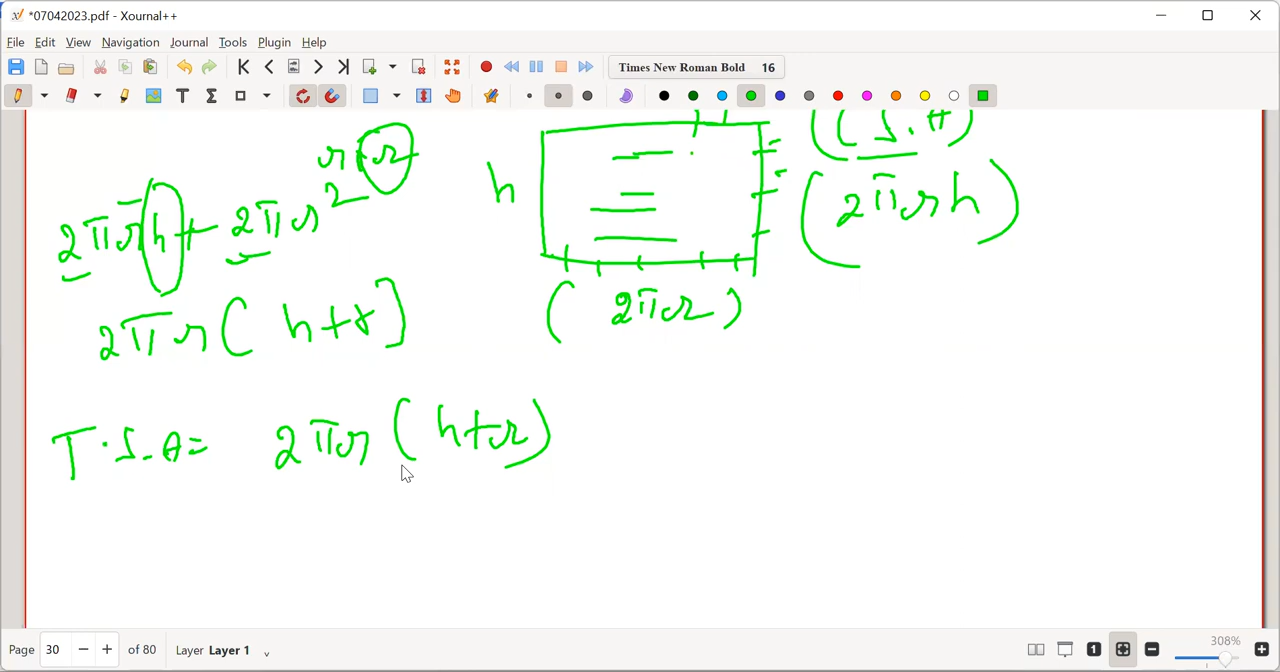 *07042023.pdf - Xournal++
File Edit View Navigation Journal Tools Plugin Help
Times New Roman Bold 16
r × r
2πrh + 2πr²
h
(2πrh)
2πr(h+r)
(2πr)
T.S.A = 2πr(h+r)
308%
Page 30 of 80 Layer Layer 1